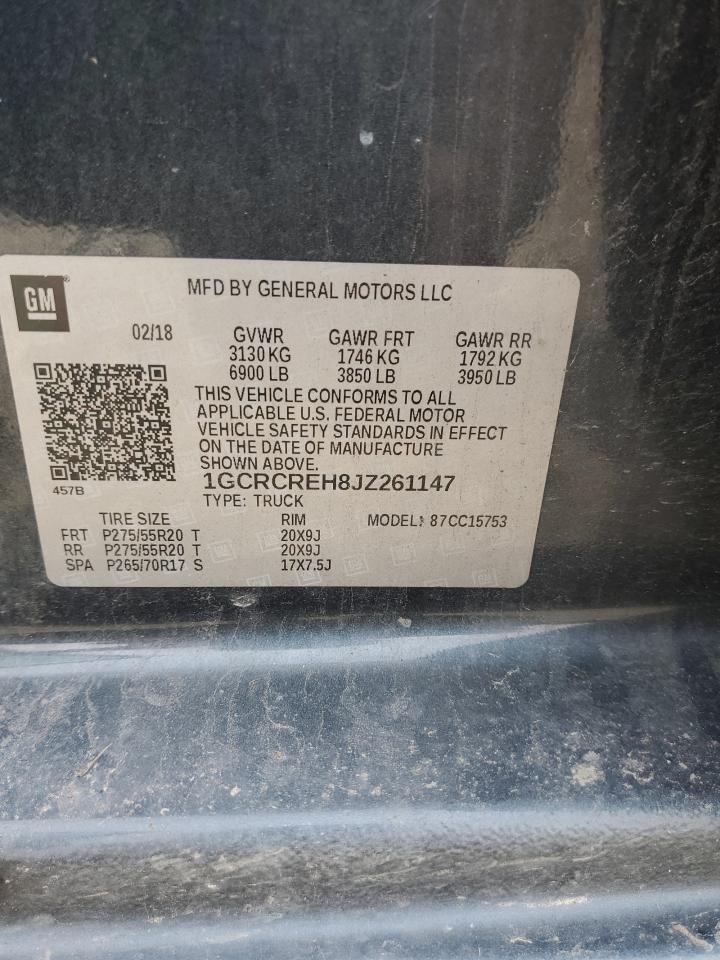 GM®
MFD BY GENERAL MOTORS LLC
02/18
GVWR GAWR FRT GAWR RR
3130 KG 1746 KG 1792 KG
6900 LB 3850 LB 3950 LB
THIS VEHICLE CONFORMS TO ALL
APPLICABLE U.S. FEDERAL MOTOR
VEHICLE SAFETY STANDARDS IN EFFECT
ON THE DATE OF MANUFACTURE
SHOWN ABOVE.
457B
1GCRCREH8JZ261147
TYPE: TRUCK
TIRE SIZE RIM MODEL: 87CC15753
FRT P275/55R20 T 20X9J
RR P275/55R20 T 20X9J
SPA P265/70R17 S 17X7.5J